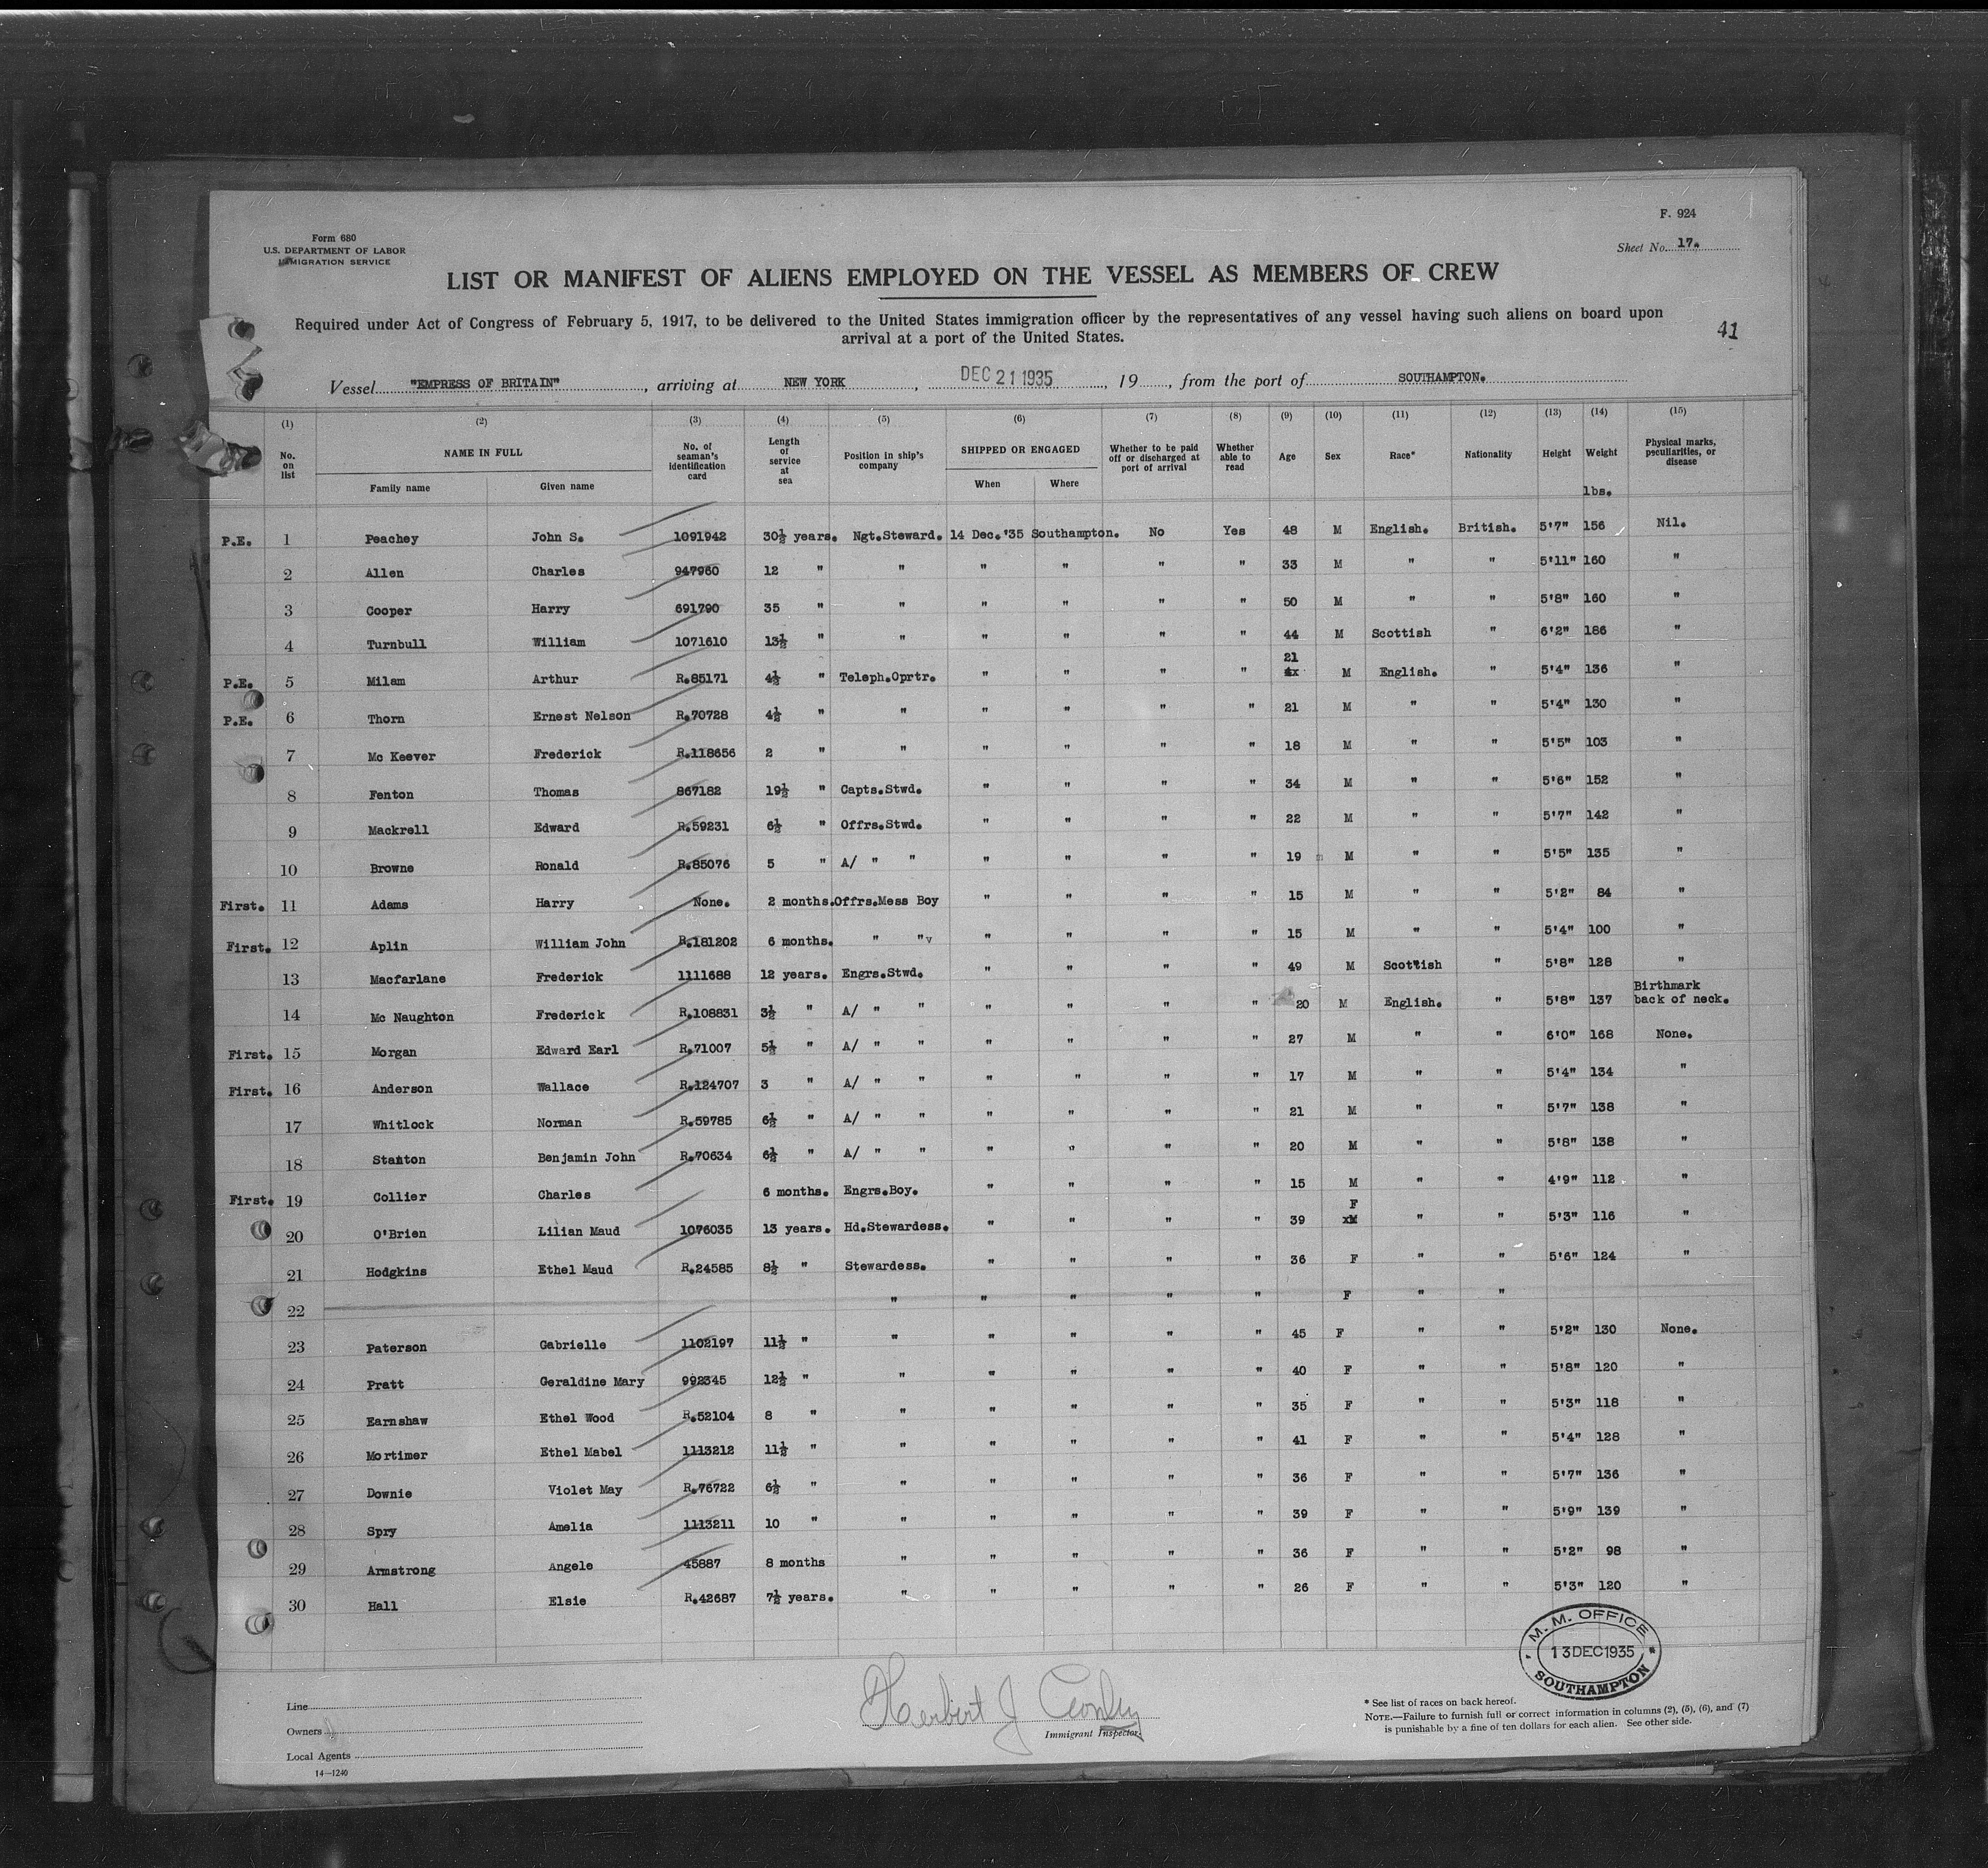 F. 924
Form 680
U.S. DEPARTMENT OF LABOR
IMMIGRATION SERVICE
Sheet No. 17.
LIST OR MANIFEST OF ALIENS EMPLOYED ON THE VESSEL AS MEMBERS OF CREW
Required under Act of Congress of February 5, 1917, to be delivered to the United States immigration officer by the representatives of any vessel having such aliens on board upon
arrival at a port of the United States.
41
Vessel "EMPRESS OF BRITAIN", arriving at NEW YORK, DEC 21 1935, 19, from the port of SOUTHAMPTON.
(1) (2) (3) (4) (5) (6) (7) (8) (9) (10) (11) (12) (13) (14) (15)
No. on list NAME IN FULL Family name Given name No. of seaman's identification card Length of service at sea Position in ship's company SHIPPED OR ENGAGED When Where Whether to be paid off or discharged at port of arrival Whether able to read Age Sex Race* Nationality Height Weight lbs. Physical marks, peculiarities, or disease
P.E. 1 Peachey John S. 1091942 30½ years. Ngt.Steward. 14 Dec.'35 Southampton. No Yes 48 M English. British. 5'7" 156 Nil.
2 Allen Charles 947960 12 " " " " " " 33 M " " 5'11" 160 "
3 Cooper Harry 691790 35 " " " " " " 50 M " " 5'8" 160 "
4 Turnbull William 1071610 13½ " " " " " " 44 M Scottish " 6'2" 186 "
P.E. 5 Milam Arthur R.85171 4½ " Teleph.Oprtr. " " " " 21 4x M English. " 5'4" 136 "
P.E. 6 Thorn Ernest Nelson R.70728 4½ " " " " " " 21 M " " 5'4" 130 "
7 Mc Keever Frederick R.118656 2 " " " " " " 18 M " " 5'5" 103 "
8 Fenton Thomas 867182 19½ " Capts.Stwd. " " " " 34 M " " 5'6" 152 "
9 Mackrell Edward R.59231 6½ " Offrs.Stwd. " " " " 22 M " " 5'7" 142 "
10 Browne Ronald R.85076 5 " A/ " " " " " " 19 M " " 5'5" 135 "
First. 11 Adams Harry None. 2 months. Offrs.Mess Boy " " " " 15 M " " 5'2" 84 "
First. 12 Aplin William John R.181202 6 months. " " v " " " " 15 M " " 5'4" 100 "
13 Macfarlane Frederick 1111688 12 years. Engrs.Stwd. " " " " 49 M Scottish " 5'8" 128 "
14 Mc Naughton Frederick R.108831 3½ " A/ " " " " " " 20 M English. " 5'8" 137 Birthmark back of neck.
First. 15 Morgan Edward Earl R.71007 5½ " A/ " " " " " " 27 M " " 6'0" 168 None.
First. 16 Anderson Wallace R.124707 3 " A/ " " " " " " 17 M " " 5'4" 134 "
17 Whitlock Norman R.59785 6½ " A/ " " " " " " 21 M " " 5'7" 138 "
18 Stanton Benjamin John R.70634 6½ " A/ " " " " " " 20 M " " 5'8" 138 "
First. 19 Collier Charles 6 months. Engrs.Boy. " " " " 15 M " " 4'9" 112 "
20 O'Brien Lilian Maud 1076035 13 years. Hd.Stewardess. " " " " 39 F xM " " 5'3" 116 "
21 Hodgkins Ethel Maud R.24585 8½ " Stewardess. " " " " 36 F " " 5'6" 124 "
22 " " " " " F " "
23 Paterson Gabrielle 1102197 11½ " " " " " " 45 F " " 5'2" 130 None.
24 Pratt Geraldine Mary 992345 12½ " " " " " " 40 F " " 5'8" 120 "
25 Earnshaw Ethel Wood R.52104 8 " " " " " " 35 F " " 5'3" 118 "
26 Mortimer Ethel Mabel 1113212 11½ " " " " " " 41 F " " 5'4" 128 "
27 Downie Violet May R.76722 6½ " " " " " " 36 F " " 5'7" 136 "
28 Spry Amelia 1113211 10 " " " " " " 39 F " " 5'9" 139 "
29 Armstrong Angele 45887 8 months " " " " " 36 F " " 5'2" 98 "
30 Hall Elsie R.42687 7½ years. " " " " " 26 F " " 5'3" 120 "
M. M. OFFICE
13 DEC 1935
SOUTHAMPTON
Line
Owners
Local Agents
14—1240
Herbert J
Immigrant Inspector.
* See list of races on back hereof.
NOTE.—Failure to furnish full or correct information in columns (2), (5), (6), and (7)
is punishable by a fine of ten dollars for each alien. See other side.